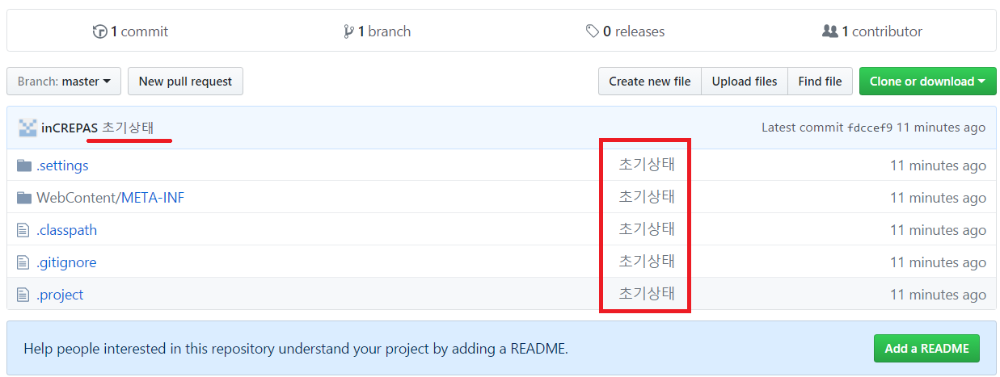 1 commit 1 branch 0 releases 1 contributor
Branch: master New pull request Create new file Upload files Find file Clone or download
inCREPAS 초기상태 Latest commit fdccef9 11 minutes ago
.settings 초기상태 11 minutes ago
WebContent/META-INF 초기상태 11 minutes ago
.classpath 초기상태 11 minutes ago
.gitignore 초기상태 11 minutes ago
.project 초기상태 11 minutes ago
Help people interested in this repository understand your project by adding a README. Add a README